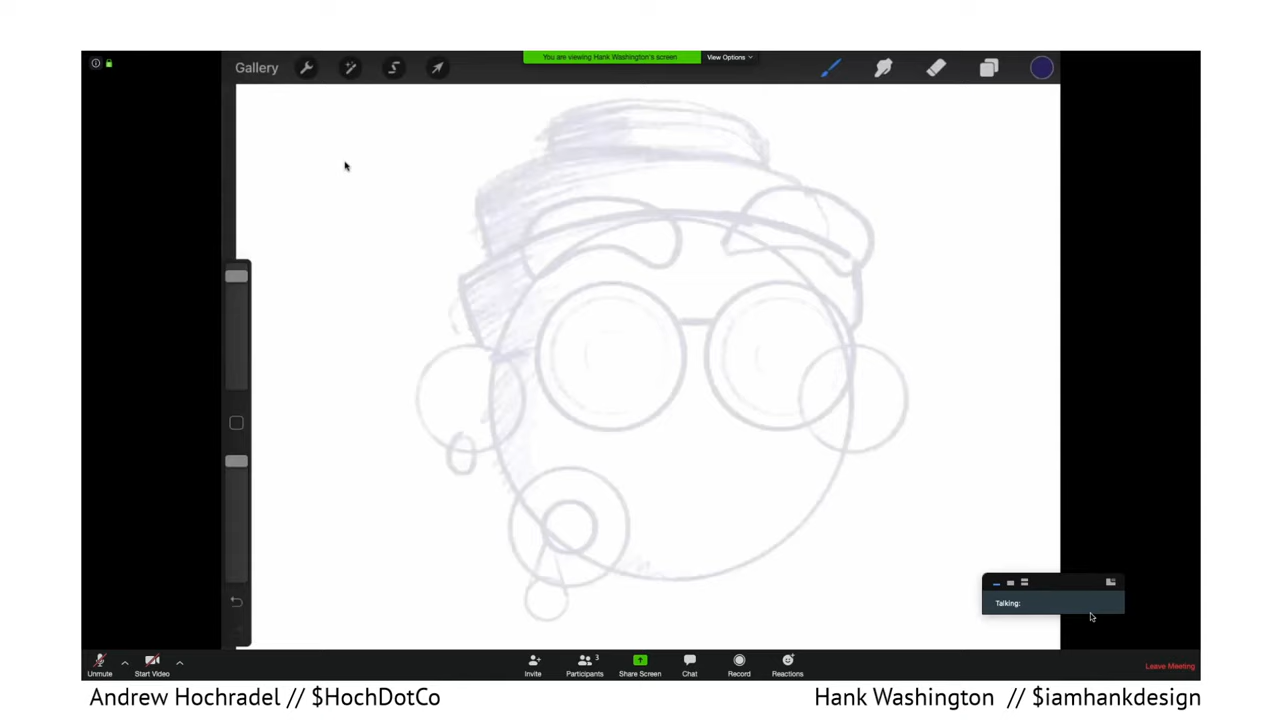 Gallery
You are viewing Hank Washington's screen
View Options
Talking:
Unmute
Start Video
Invite
Participants
3
Share Screen
Chat
Record
Reactions
Leave Meeting
Andrew Hochradel // $HochDotCo
Hank Washington // $iamhankdesign